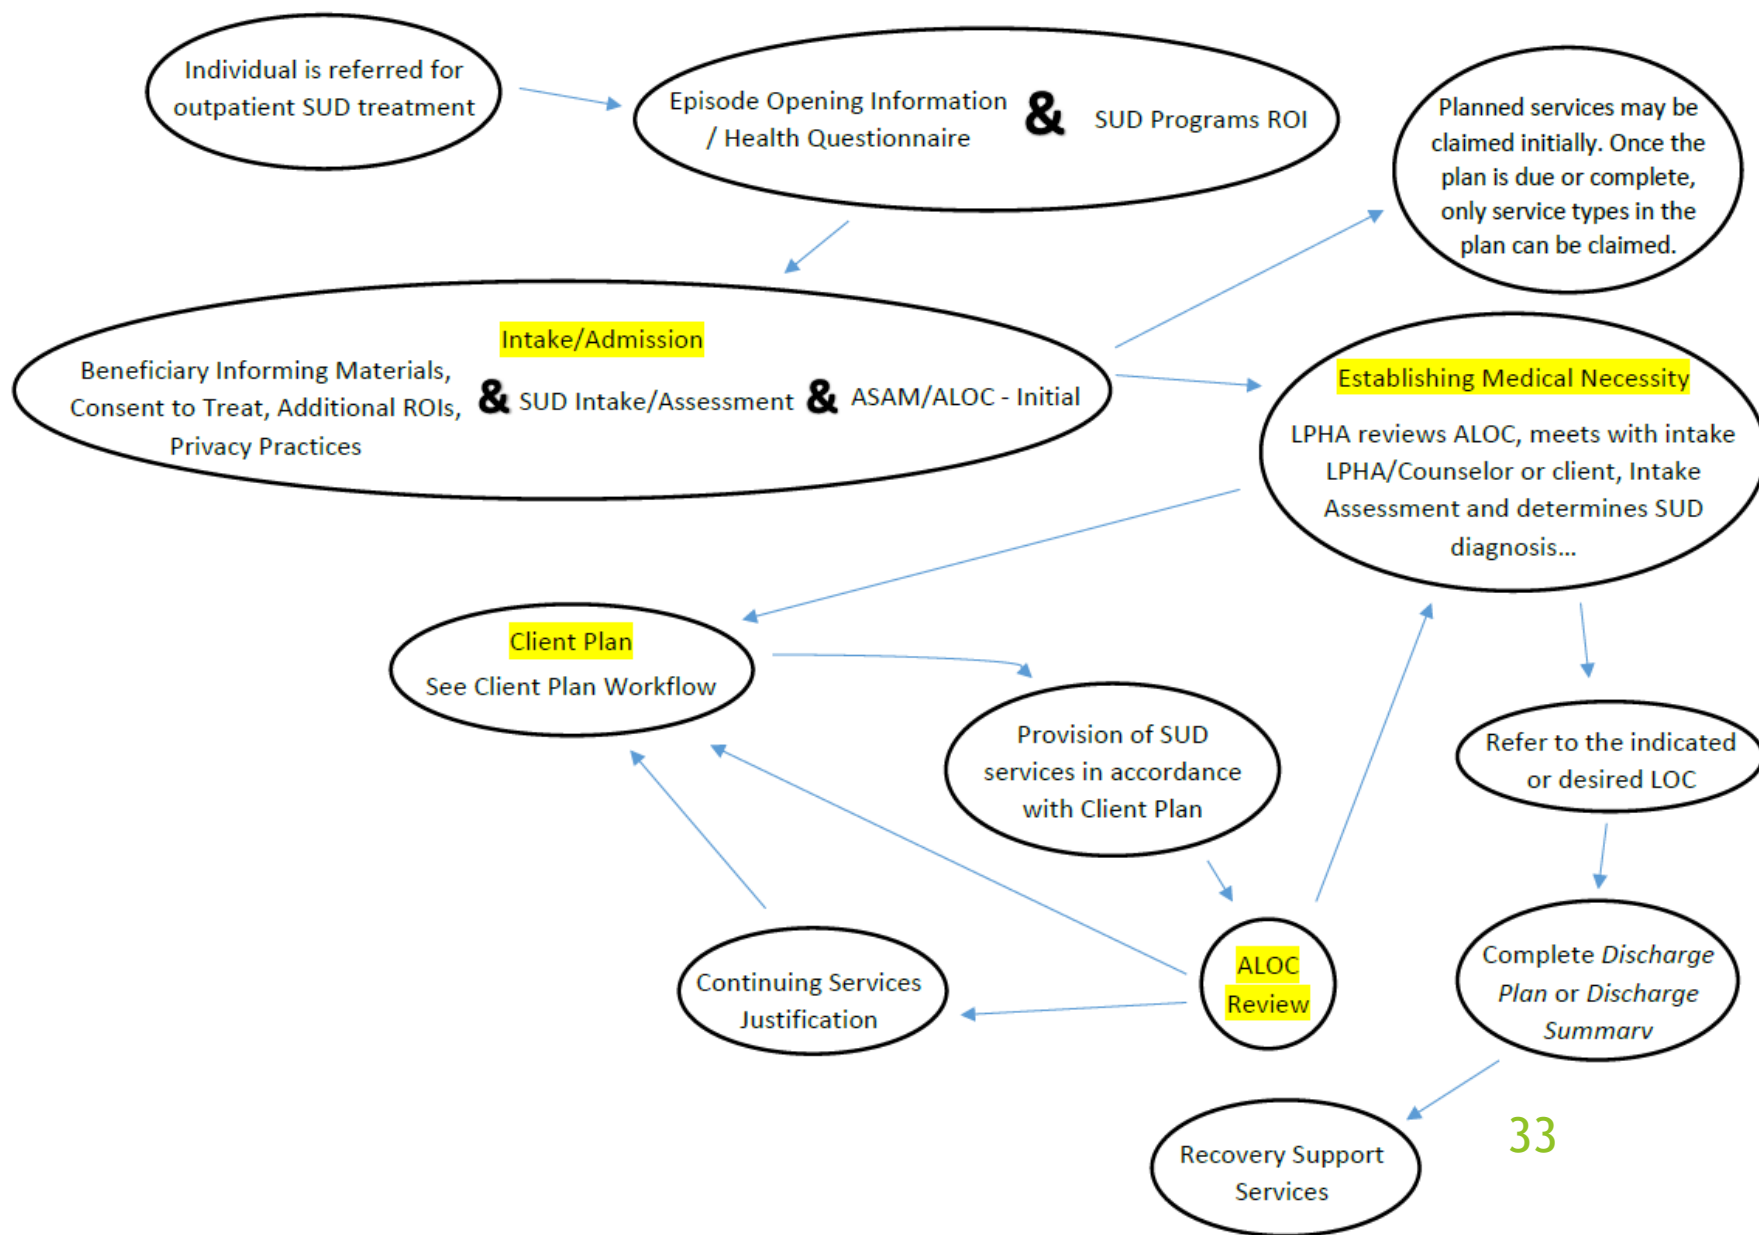 Individual is referred for
outpatient SUD treatment
Episode Opening Information
/ Health Questionnaire
&
SUD Programs ROI
Planned services may be
claimed initially. Once the
plan is due or complete,
only service types in the
plan can be claimed.
Intake/Admission
Beneficiary Informing Materials,
Consent to Treat, Additional ROIs,
Privacy Practices
&
SUD Intake/Assessment
&
ASAM/ALOC - Initial
Establishing Medical Necessity
LPHA reviews ALOC, meets with intake
LPHA/Counselor or client, Intake
Assessment and determines SUD
diagnosis...
Client Plan
See Client Plan Workflow
Provision of SUD
services in accordance
with Client Plan
Refer to the indicated
or desired LOC
Continuing Services
Justification
ALOC
Review
Complete Discharge
Plan or Discharge
Summary
Recovery Support
Services
33